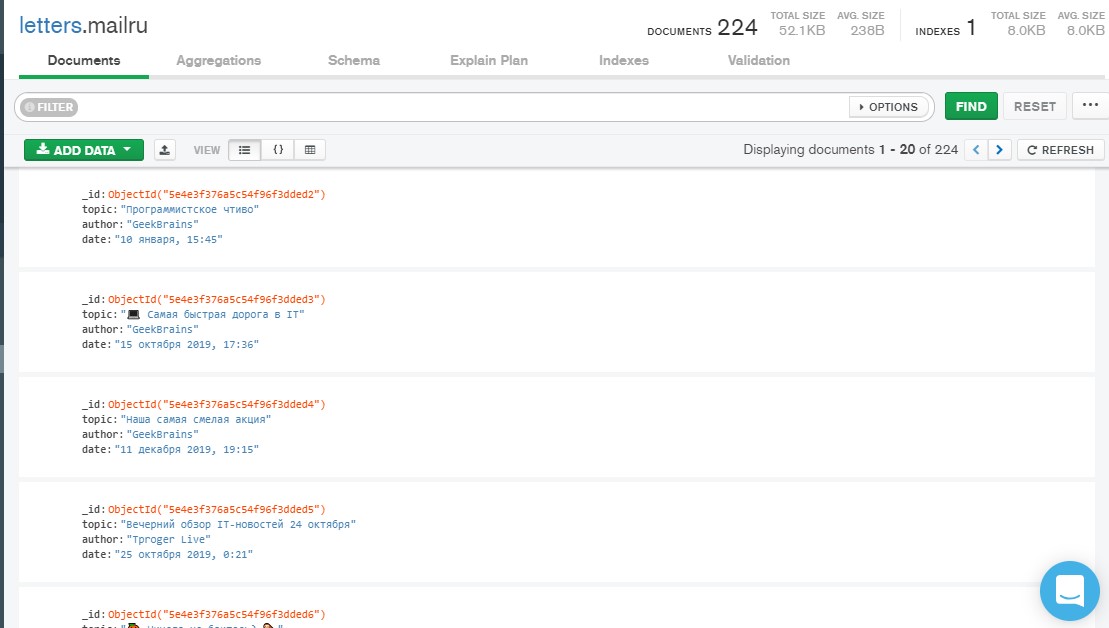 letters.mailru
DOCUMENTS 224 TOTAL SIZE 52.1KB AVG. SIZE 238B INDEXES 1 TOTAL SIZE 8.0KB AVG. SIZE 8.0KB
Documents Aggregations Schema Explain Plan Indexes Validation
FILTER OPTIONS FIND RESET ...
ADD DATA VIEW {} Displaying documents 1 - 20 of 224 < > REFRESH
_id: ObjectId("5e4e3f376a5c54f96f3dded2")
topic: "Программистское чтиво"
author: "GeekBrains"
date: "10 января, 15:45"
_id: ObjectId("5e4e3f376a5c54f96f3dded3")
topic: "💻 Самая быстрая дорога в IT"
author: "GeekBrains"
date: "15 октября 2019, 17:36"
_id: ObjectId("5e4e3f376a5c54f96f3dded4")
topic: "Наша самая смелая акция"
author: "GeekBrains"
date: "11 декабря 2019, 19:15"
_id: ObjectId("5e4e3f376a5c54f96f3dded5")
topic: "Вечерний обзор IT-новостей 24 октября"
author: "Tproger Live"
date: "25 октября 2019, 0:21"
_id: ObjectId("5e4e3f376a5c54f96f3dded6")